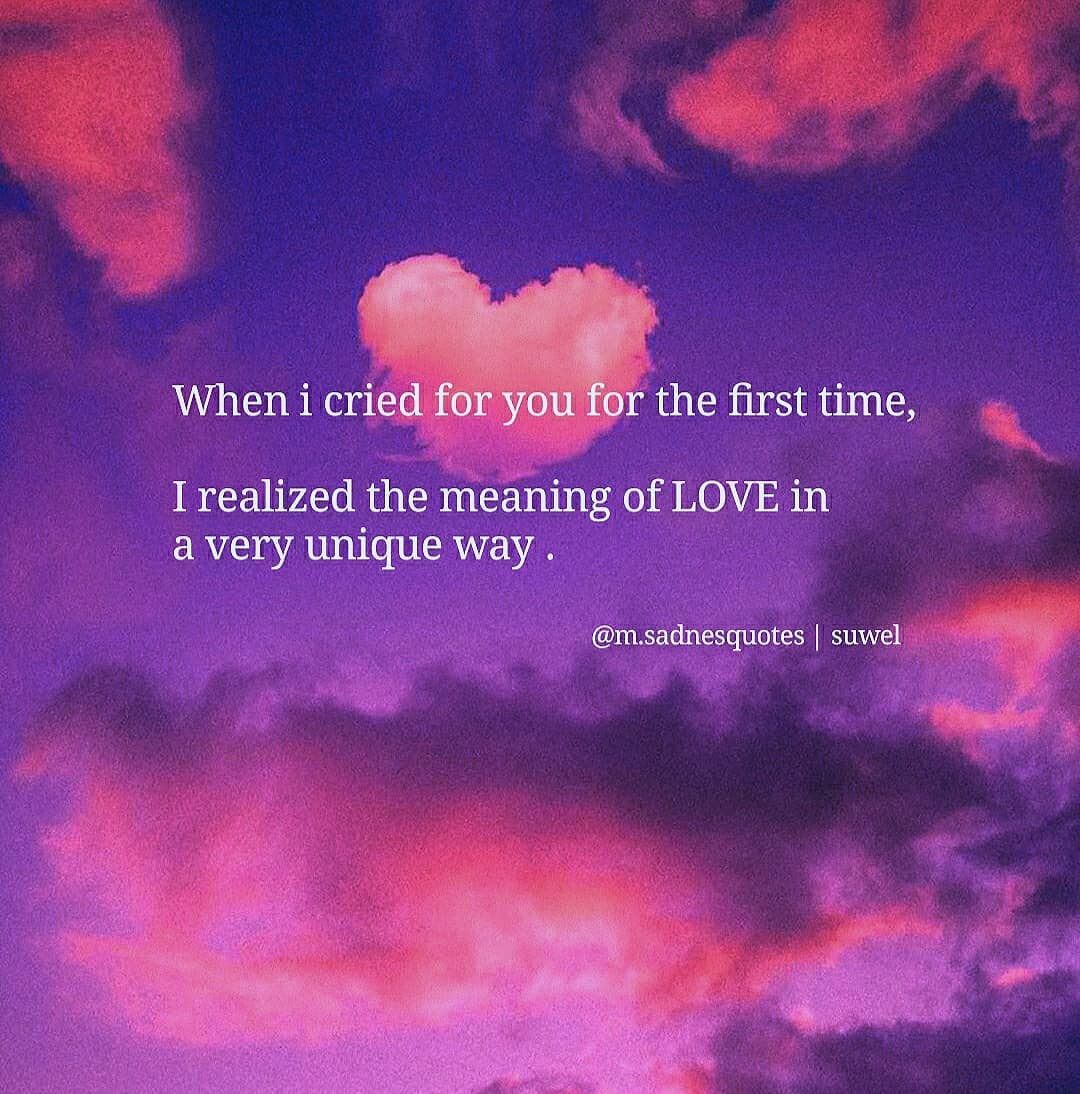 When i cried for you for the first time,
I realized the meaning of LOVE in
a very unique way .
@m.sadnesquotes | suwel